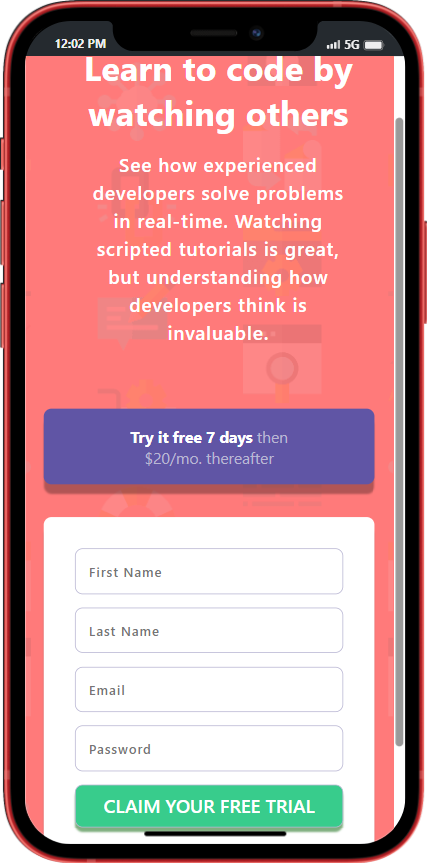 12:02 PM 5G
Learn to code by
watching others
See how experienced
developers solve problems
in real-time. Watching
scripted tutorials is great,
but understanding how
developers think is
invaluable.
Try it free 7 days then
$20/mo. thereafter
First Name
Last Name
Email
Password
CLAIM YOUR FREE TRIAL